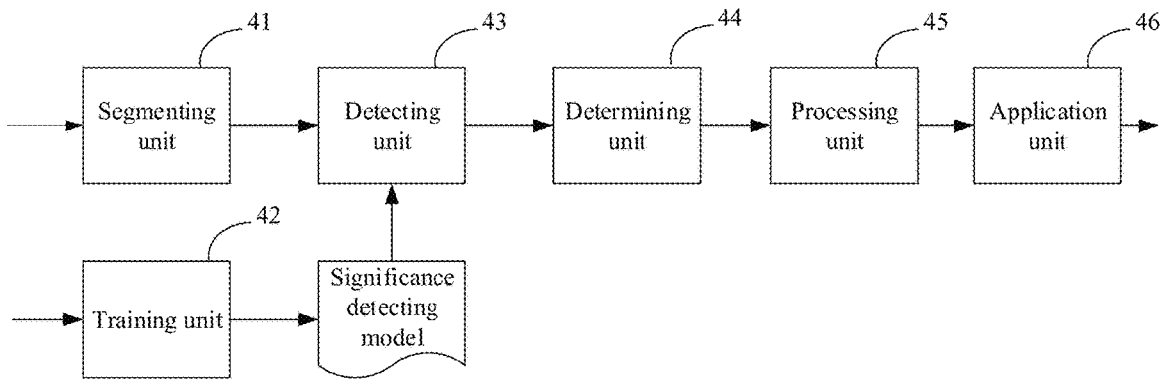 41
43
44
45
46
Segmenting
unit
Detecting
unit
Determining
unit
Processing
unit
Application
unit
42
Training unit
Significance
detecting
model